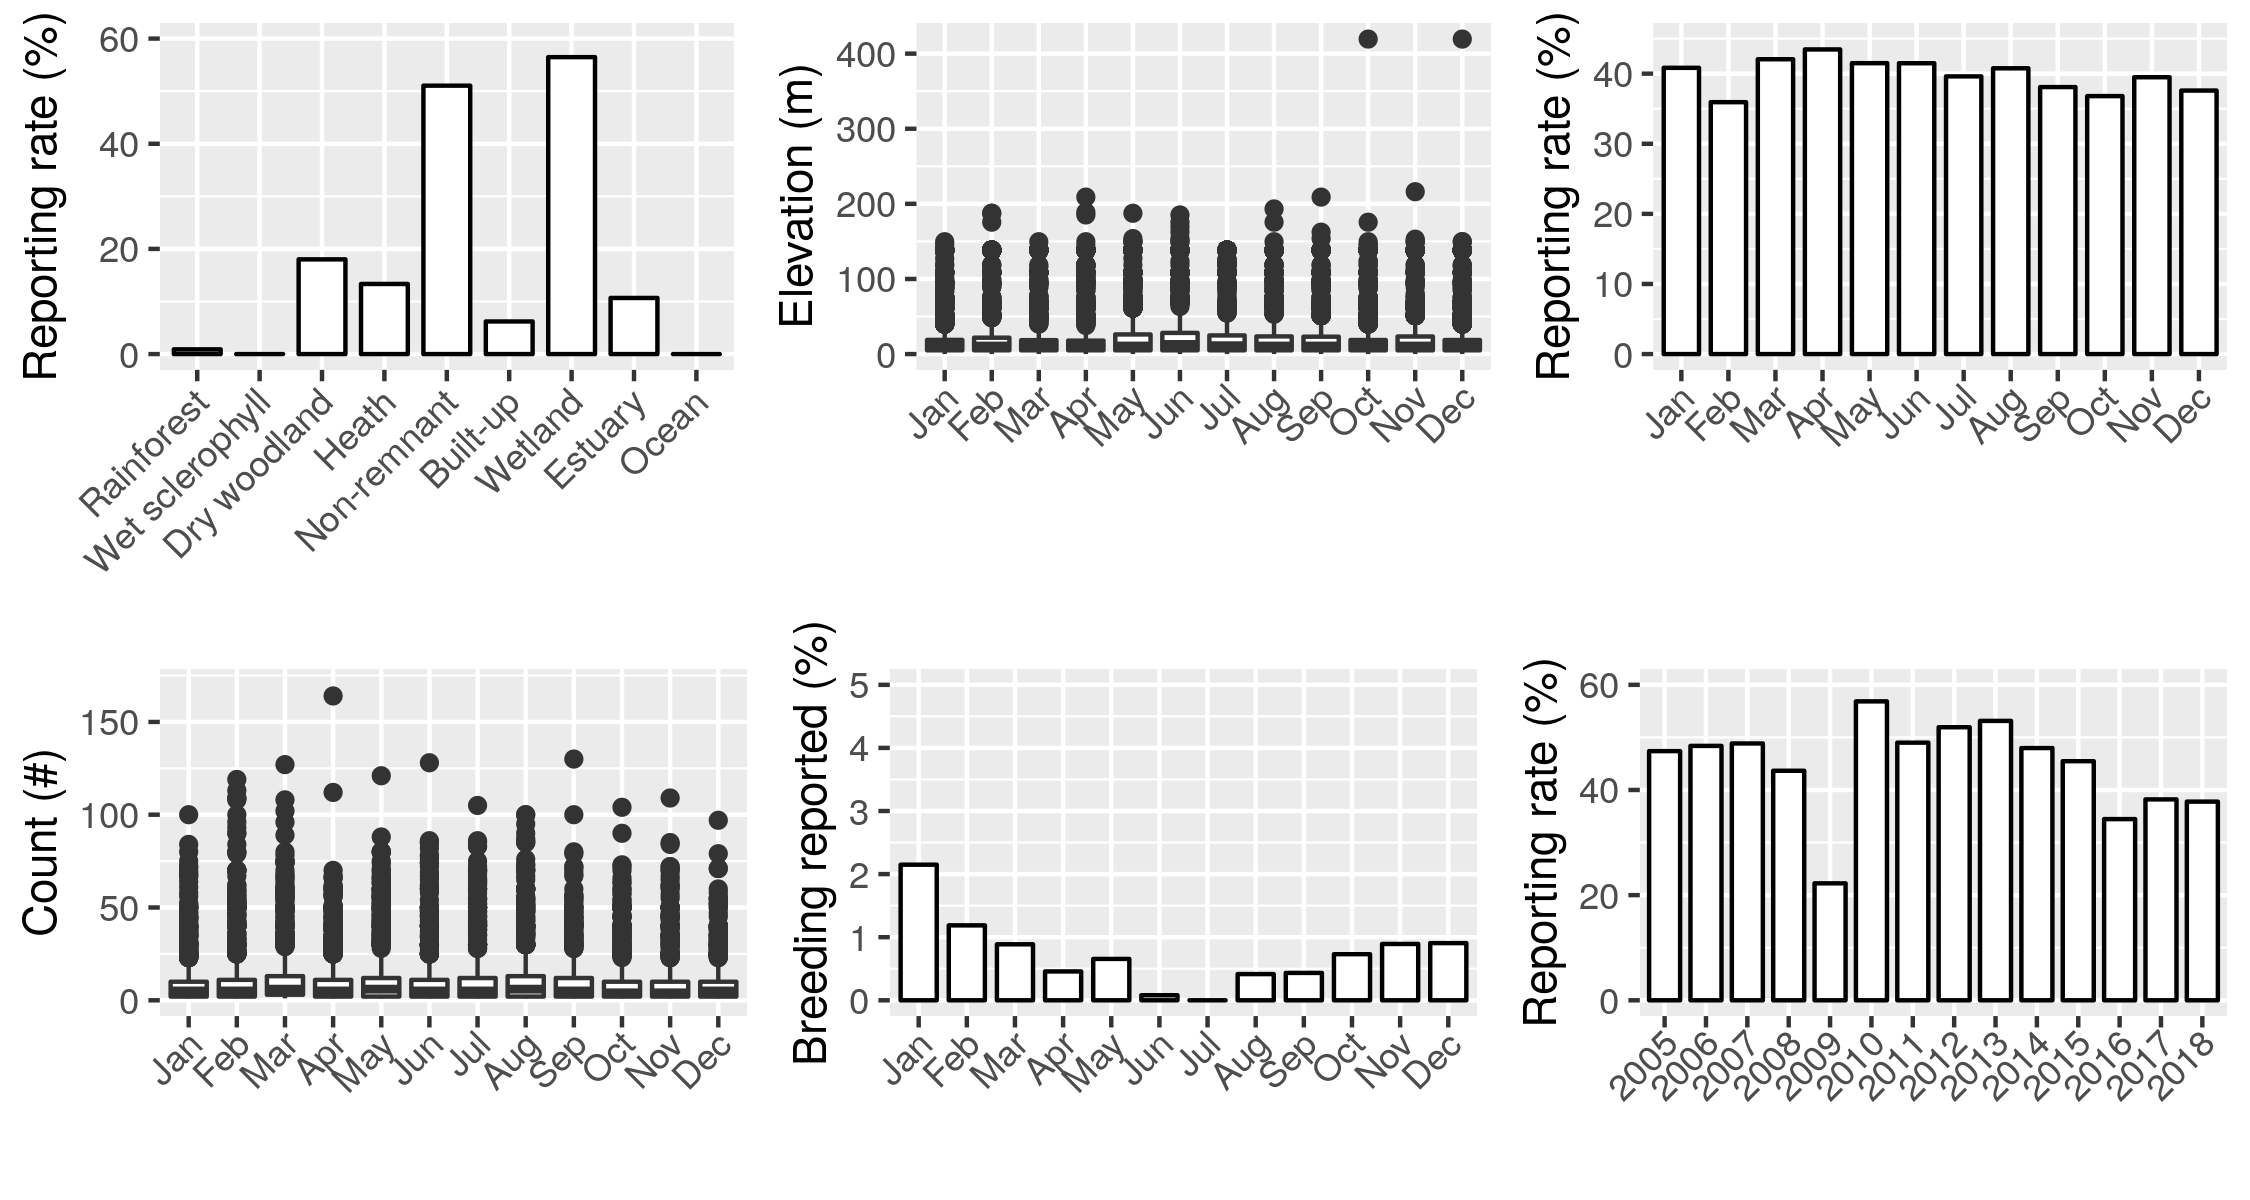 Reporting rate (%)
60
40
20
0
Rainforest
Wet sclerophyll
Dry woodland
Heath
Non-remnant
Built-up
Wetland
Estuary
Ocean
Elevation (m)
400
300
200
100
0
Jan
Feb
Mar
Apr
May
Jun
Jul
Aug
Sep
Oct
Nov
Dec
Reporting rate (%)
40
30
20
10
0
Jan
Feb
Mar
Apr
May
Jun
Jul
Aug
Sep
Oct
Nov
Dec
Count (#)
150
100
50
0
Jan
Feb
Mar
Apr
May
Jun
Jul
Aug
Sep
Oct
Nov
Dec
Breeding reported (%)
5
4
3
2
1
0
Jan
Feb
Mar
Apr
May
Jun
Jul
Aug
Sep
Oct
Nov
Dec
Reporting rate (%)
60
40
20
0
2005
2006
2007
2008
2009
2010
2011
2012
2013
2014
2015
2016
2017
2018